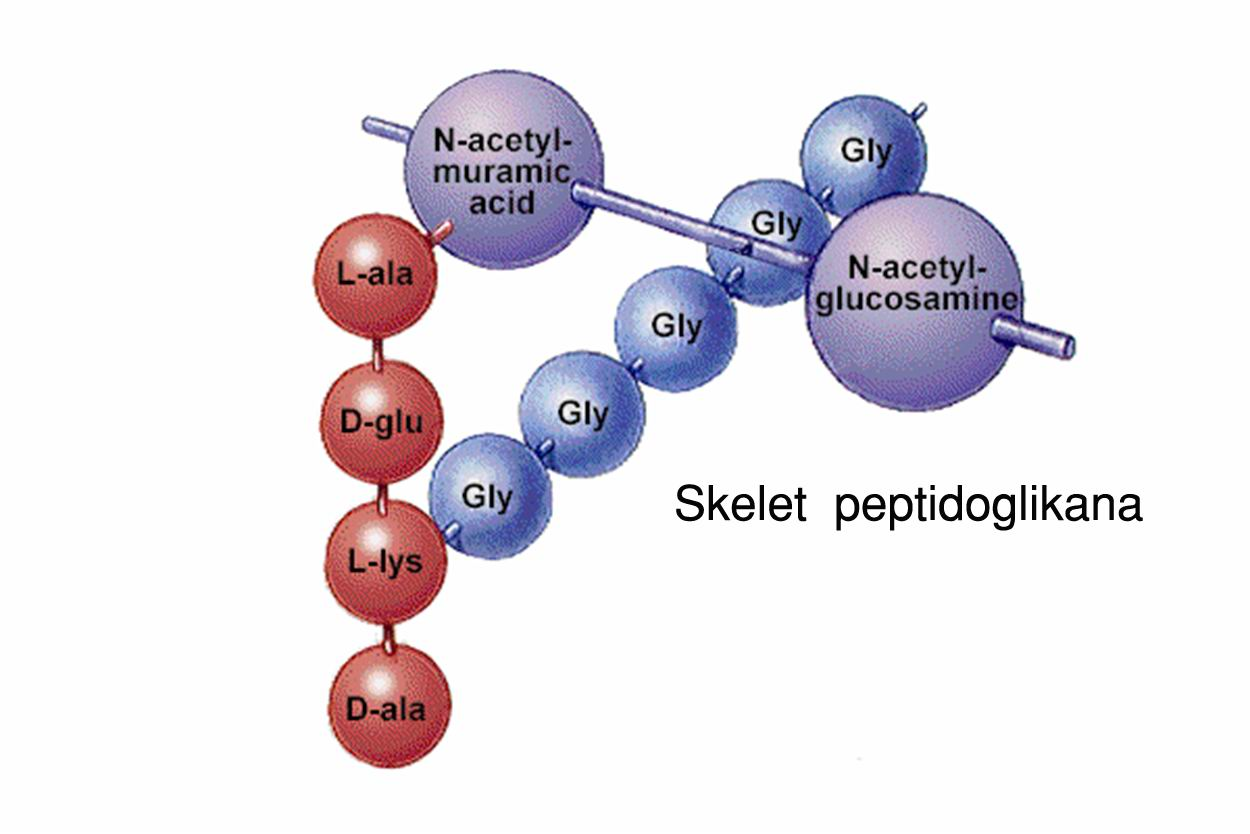 N-acetyl-
muramic
acid
Gly
Gly
N-acetyl-
glucosamine
L-ala
Gly
D-glu
Gly
Gly
Skelet peptidoglikana
L-lys
D-ala